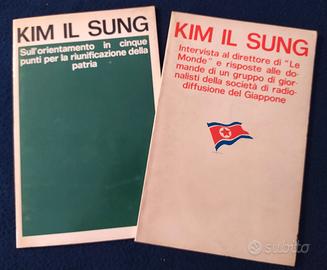 KIM IL SUNG
Sull'orientamento in cinque
punti per la riunificazione della
patria
KIM IL SUNG
Intervista al direttore di "Le
Monde" e risposte alle do-
mande di un gruppo di gior-
nalisti della società di radio-
diffusione del Giappone
subito